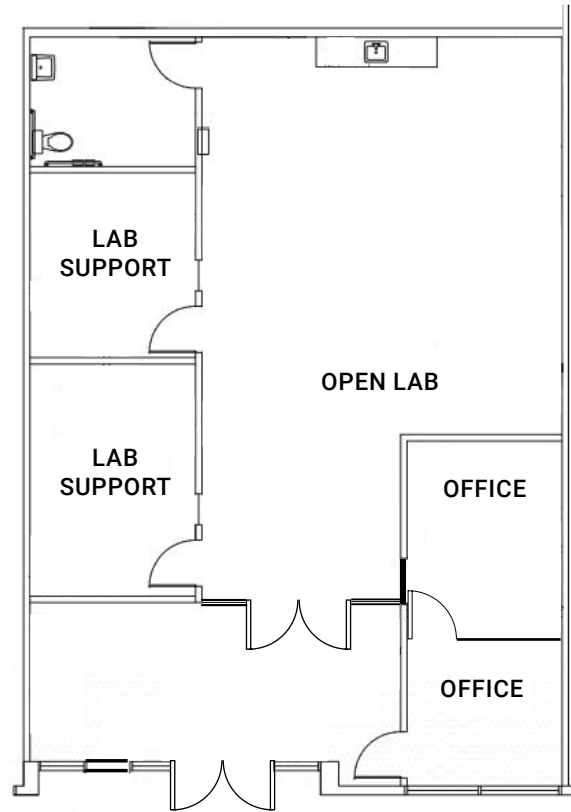 LAB
SUPPORT
OPEN LAB
LAB
SUPPORT
OFFICE
OFFICE